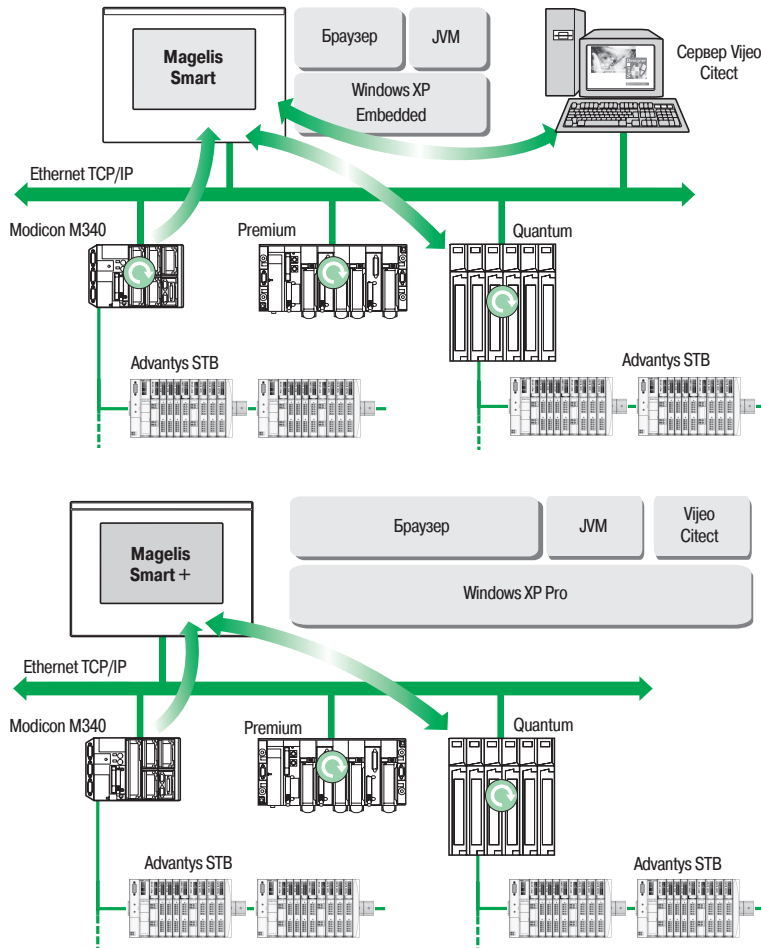 Magelis
Smart
Браузер
JVM
Windows XP
Embedded
Сервер Vijeo
Citect
Ethernet TCP/IP
Modicon M340
Premium
Quantum
Advantys STB
Advantys STB
Magelis
Smart +
Браузер
JVM
Vijeo
Citect
Windows XP Pro
Ethernet TCP/IP
Modicon M340
Premium
Quantum
Advantys STB
Advantys STB